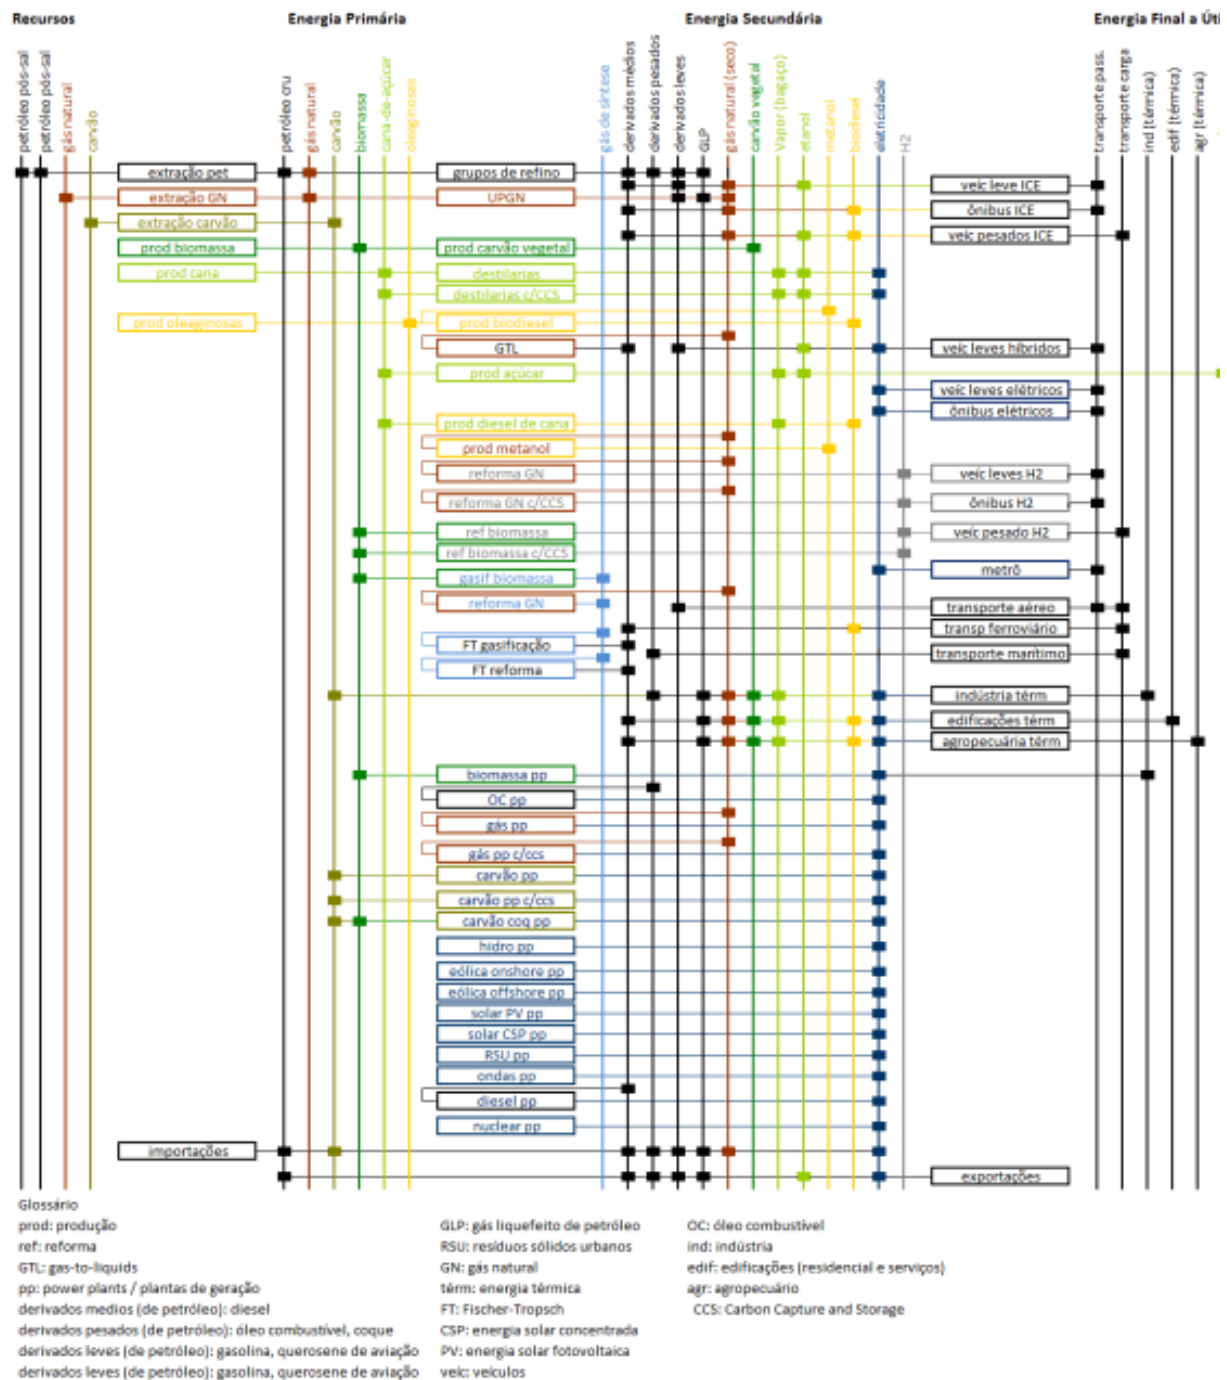 Recursos
Energia Primária
Energia Secundária
Energia Final a Úti
petróleo pós-sal
petróleo pós-sal
gás natural
carvão
petróleo cru
gás natural
carvão
biomassa
cana-de-açúcar
oleaginosas
gás de síntese
derivados médios
derivados pesados
derivados leves
GLP
gás natural (seco)
carvão vegetal
Vapor (bagaço)
etanol
metanol
biodiesel
eletricidade
H2
transporte pass.
transporte carga
ind (térmica)
edif (térmica)
agr (térmica)
extração pet
grupos de refino
veíc leve ICE
extração GN
UPGN
ônibus ICE
extração carvão
veíc pesados ICE
prod biomassa
prod carvão vegetal
prod cana
destilarias
destilarias c/CCS
prod oleaginosas
prod biodiesel
GTL
veíc leves híbridos
prod açúcar
veíc leves elétricos
ônibus elétricos
prod diesel de cana
prod metanol
reforma GN
veíc leves H2
reforma GN c/CCS
ônibus H2
ref biomassa
veíc pesado H2
ref biomassa c/CCS
metrô
gasif biomassa
reforma GN
transporte aéreo
transp ferroviário
FT gasificação
transporte marítimo
FT reforma
indústria térm
edificações térm
agropecuária térm
biomassa pp
OC pp
gás pp
gás pp c/ccs
carvão pp
carvão pp c/ccs
carvão coq pp
hidro pp
eólica onshore pp
eólica offshore pp
solar PV pp
solar CSP pp
RSU pp
ondas pp
diesel pp
nuclear pp
importações
exportações
Glossário
prod: produção
ref: reforma
GTL: gas-to-liquids
pp: power plants / plantas de geração
derivados medios (de petróleo): diesel
derivados pesados (de petróleo): óleo combustível, coque
derivados leves (de petróleo): gasolina, querosene de aviação
derivados leves (de petróleo): gasolina, querosene de aviação
GLP: gás liquefeito de petróleo
RSU: resíduos sólidos urbanos
GN: gás natural
térm: energia térmica
FT: Fischer-Tropsch
CSP: energia solar concentrada
PV: energia solar fotovoltaica
veíc: veículos
OC: óleo combustível
ind: indústria
edif: edificações (residencial e serviços)
agr: agropecuário
CCS: Carbon Capture and Storage